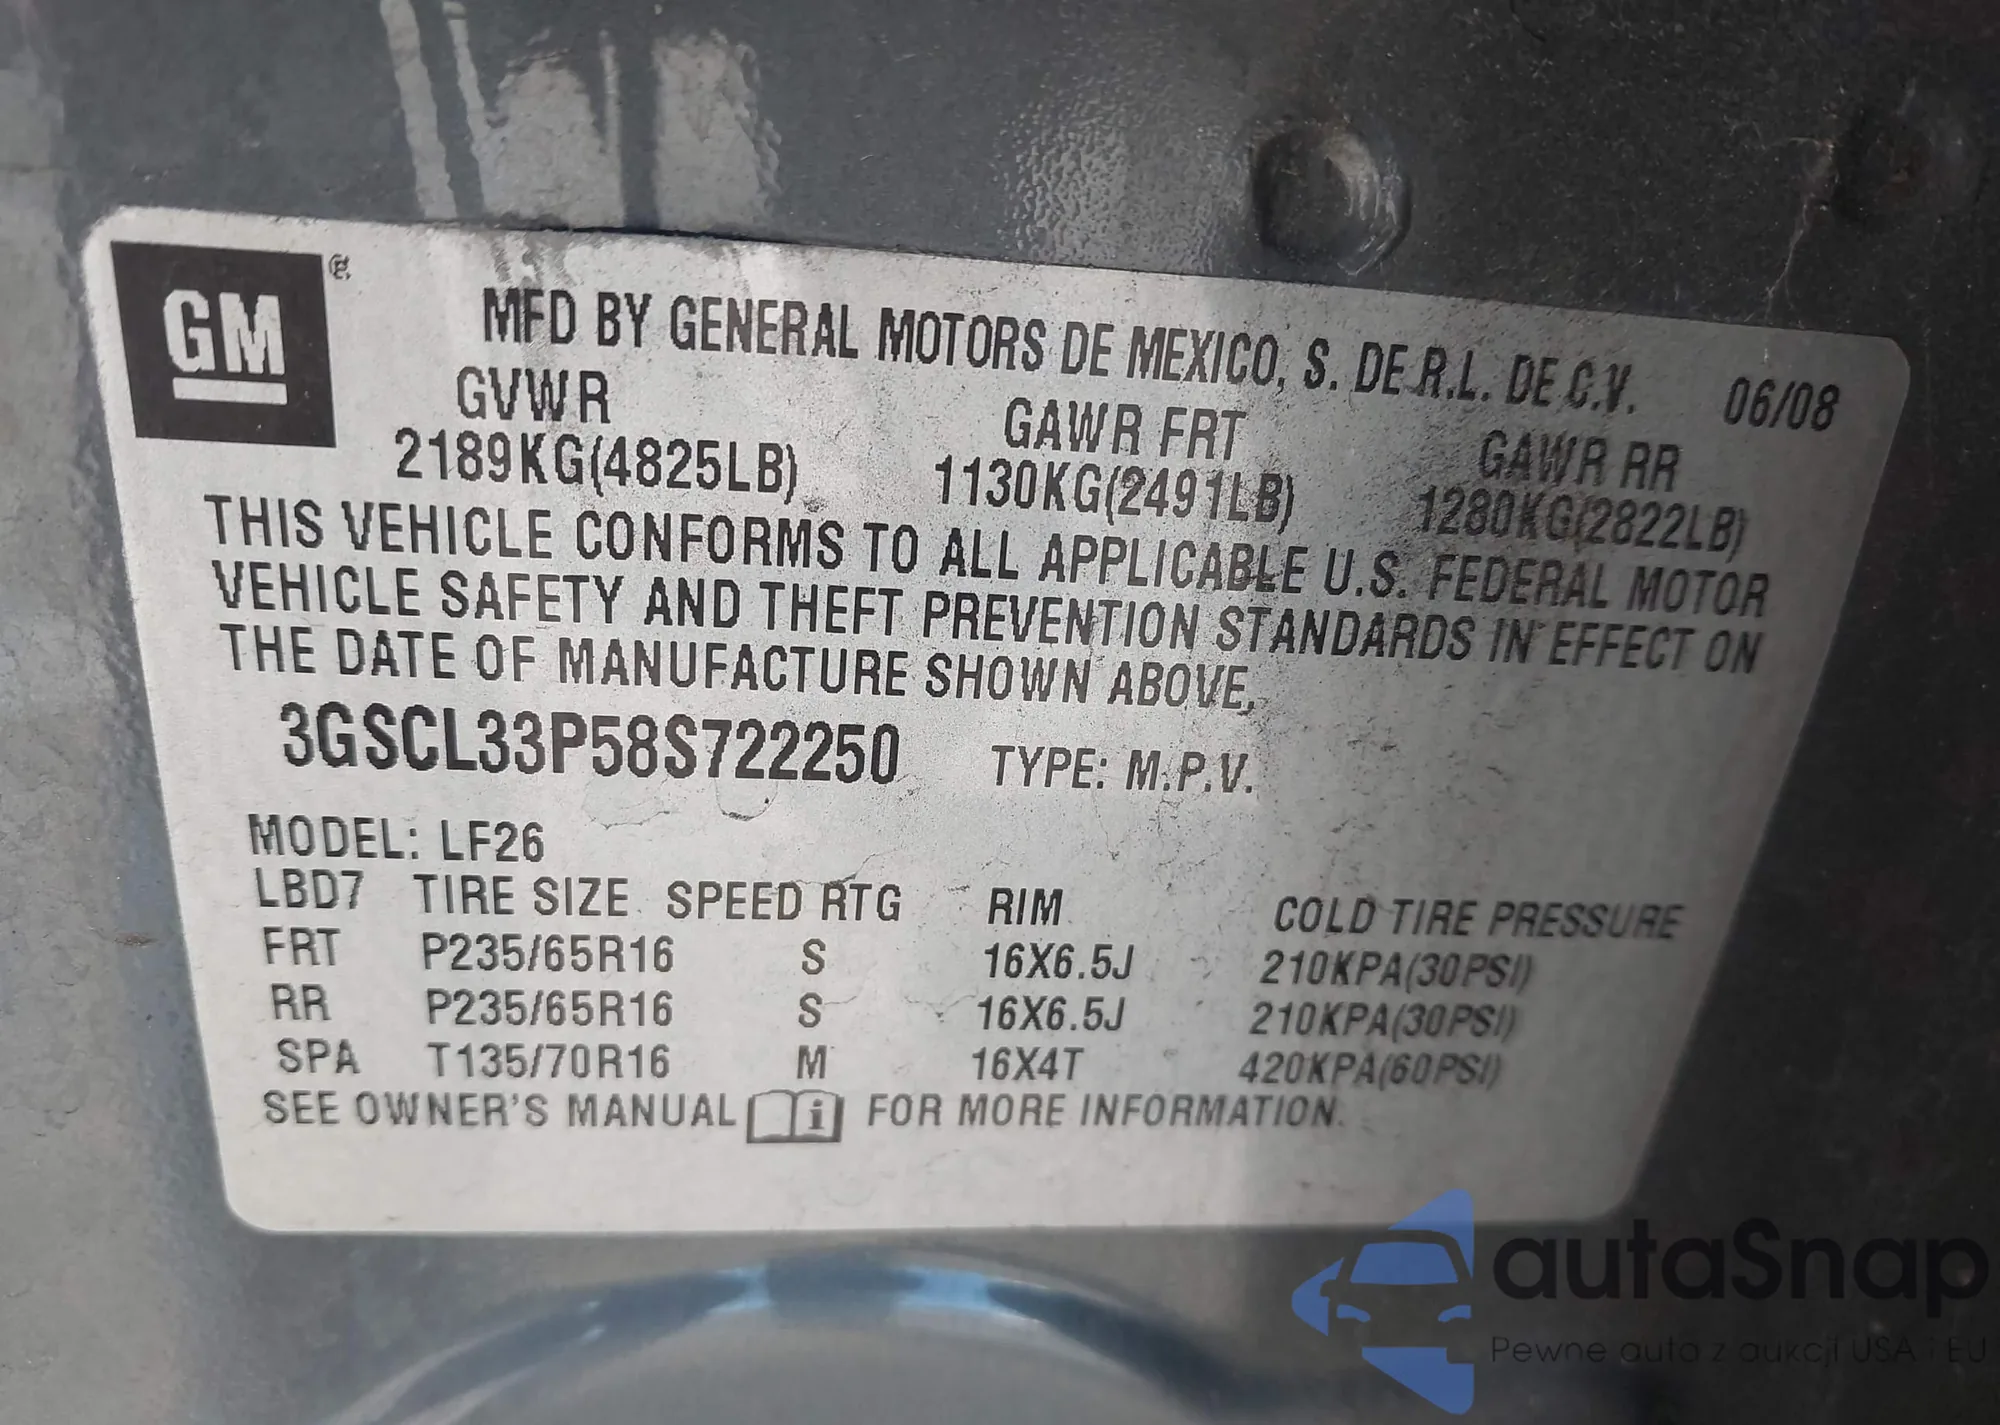 GM
MFD BY GENERAL MOTORS DE MEXICO, S. DE R.L. DE C.V. 06/08
GVWR GAWR FRT GAWR RR
2189KG(4825LB) 1130KG(2491LB) 1280KG(2822LB)
THIS VEHICLE CONFORMS TO ALL APPLICABLE U.S. FEDERAL MOTOR
VEHICLE SAFETY AND THEFT PREVENTION STANDARDS IN EFFECT ON
THE DATE OF MANUFACTURE SHOWN ABOVE.
3GSCL33P58S722250 TYPE: M.P.V.
MODEL: LF26
LBD7 TIRE SIZE SPEED RTG RIM COLD TIRE PRESSURE
FRT P235/65R16 S 16X6.5J 210KPA(30PSI)
RR P235/65R16 S 16X6.5J 210KPA(30PSI)
SPA T135/70R16 M 16X4T 420KPA(60PSI)
SEE OWNER'S MANUAL i FOR MORE INFORMATION.
autaSnap
Pewne auta z aukcji USA i EU